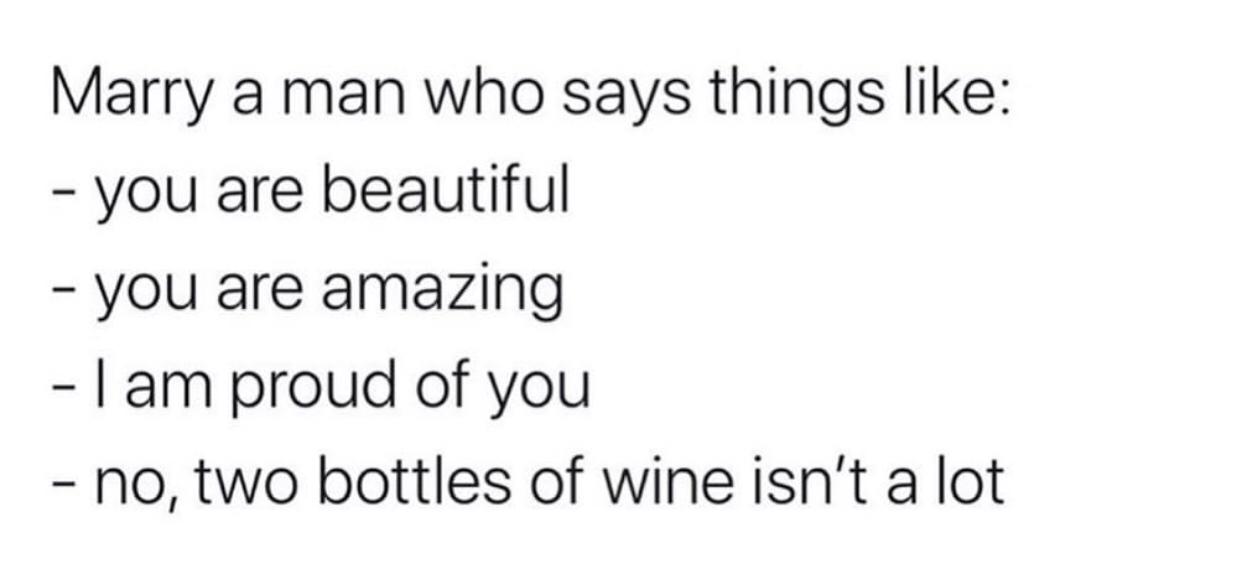 Marry a man who says things like:
- you are beautiful
- you are amazing
- I am proud of you
- no, two bottles of wine isn't a lot